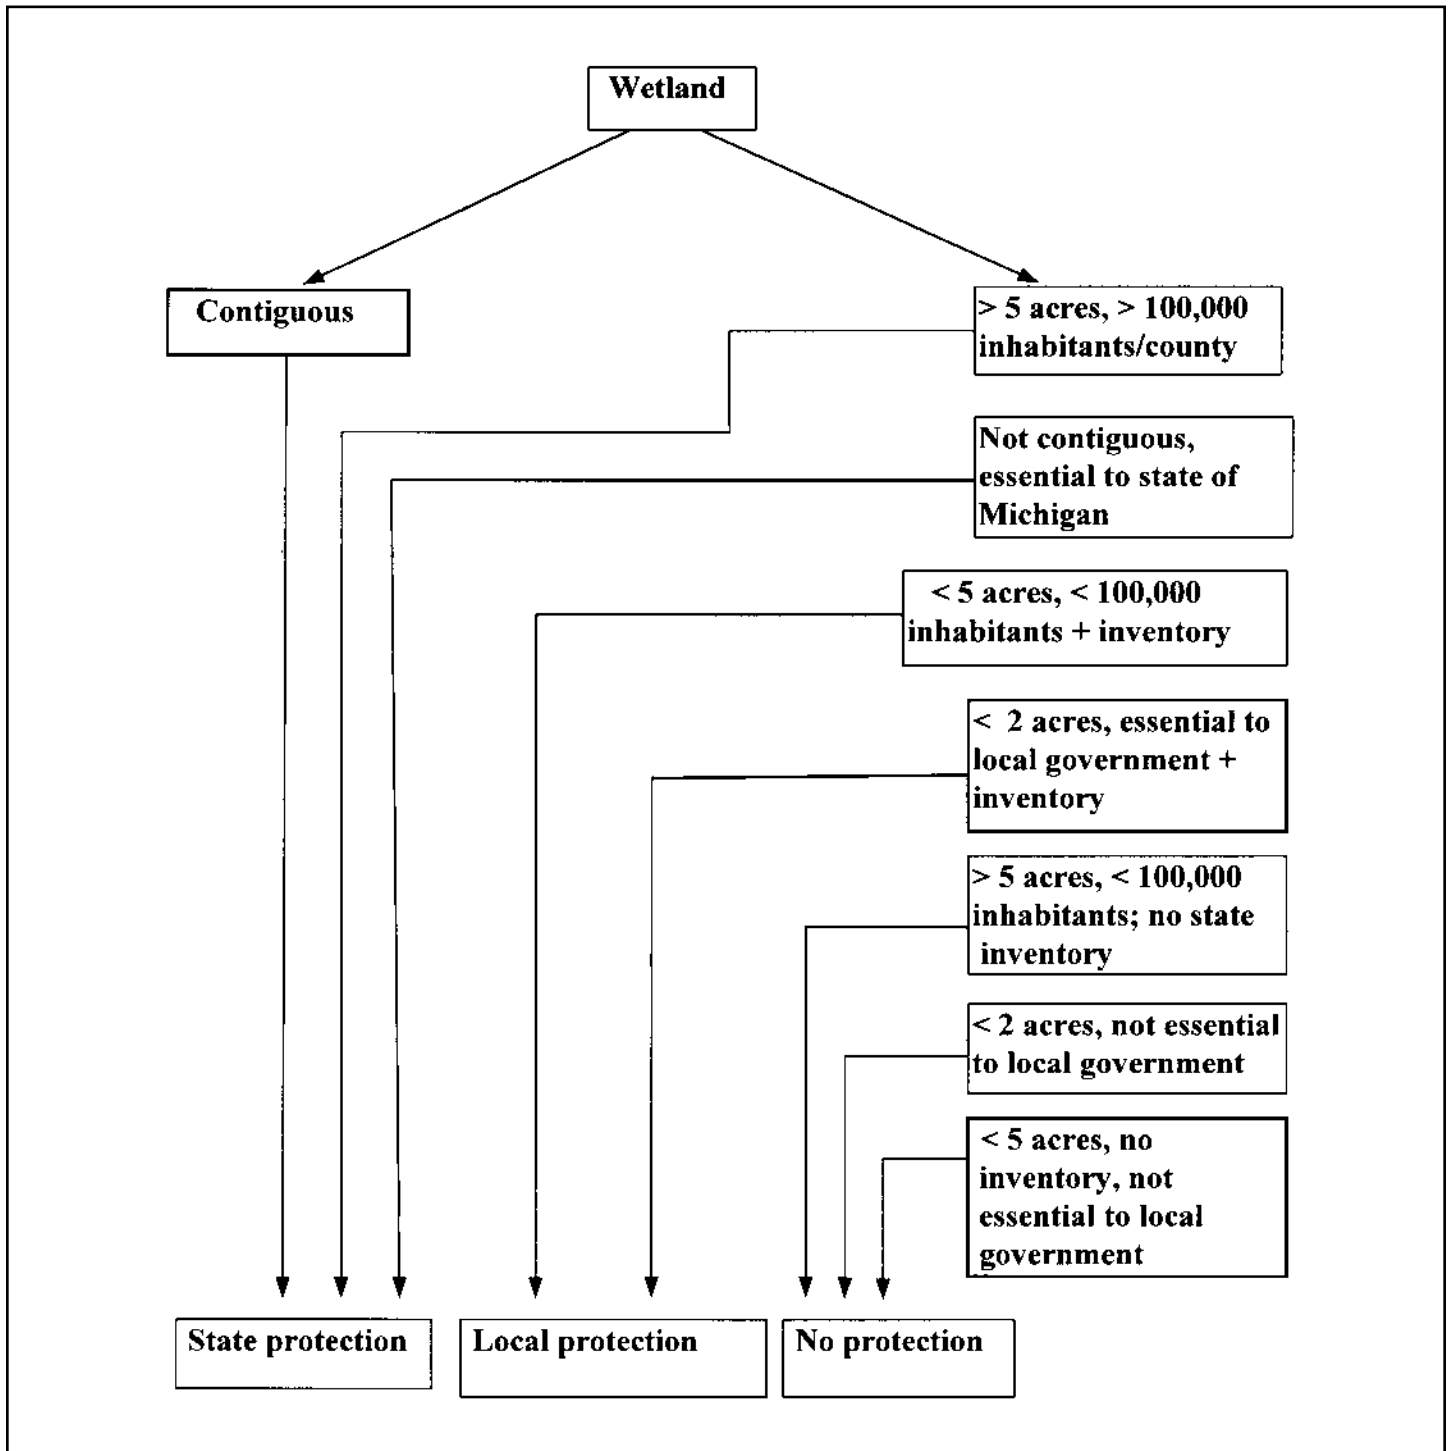 Wetland
Contiguous
> 5 acres, > 100,000
inhabitants/county
Not contiguous,
essential to state of
Michigan
< 5 acres, < 100,000
inhabitants + inventory
< 2 acres, essential to
local government +
inventory
> 5 acres, < 100,000
inhabitants; no state
inventory
< 2 acres, not essential
to local government
< 5 acres, no
inventory, not
essential to local
government
State protection
Local protection
No protection